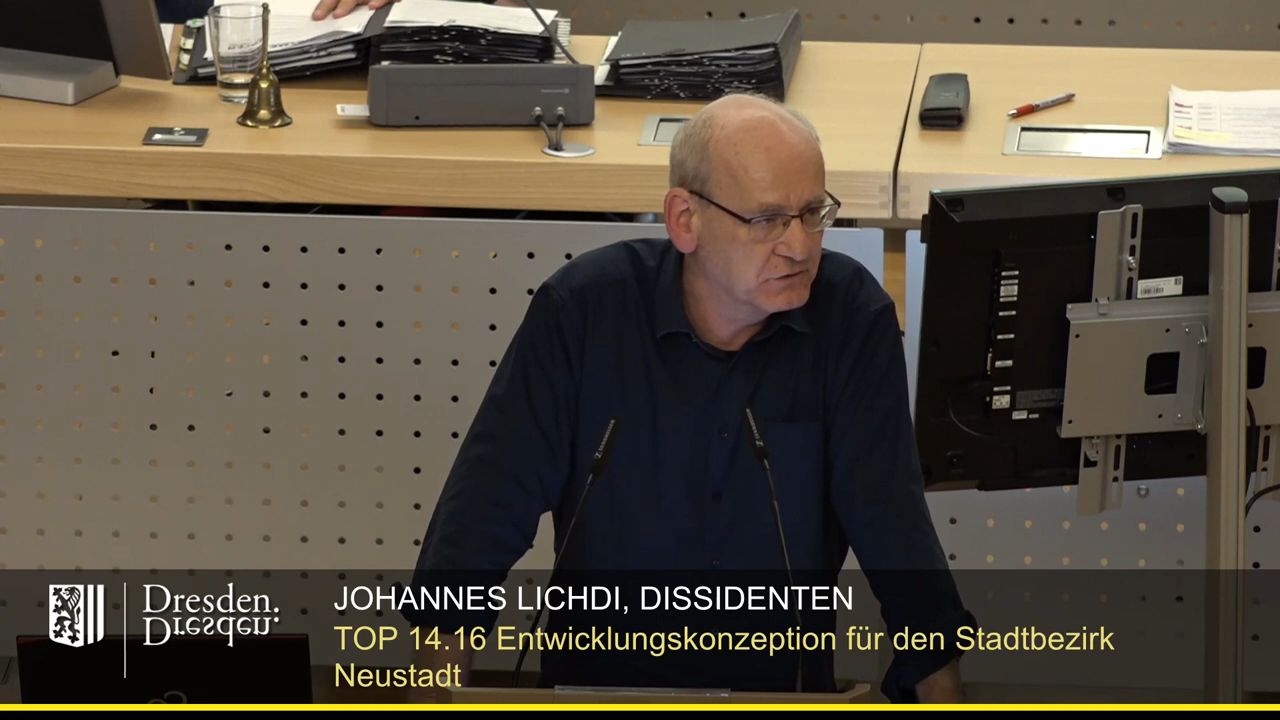 Dresden.
Dresden.
JOHANNES LICHDI, DISSIDENTEN
TOP 14.16 Entwicklungskonzeption für den Stadtbezirk
Neustadt